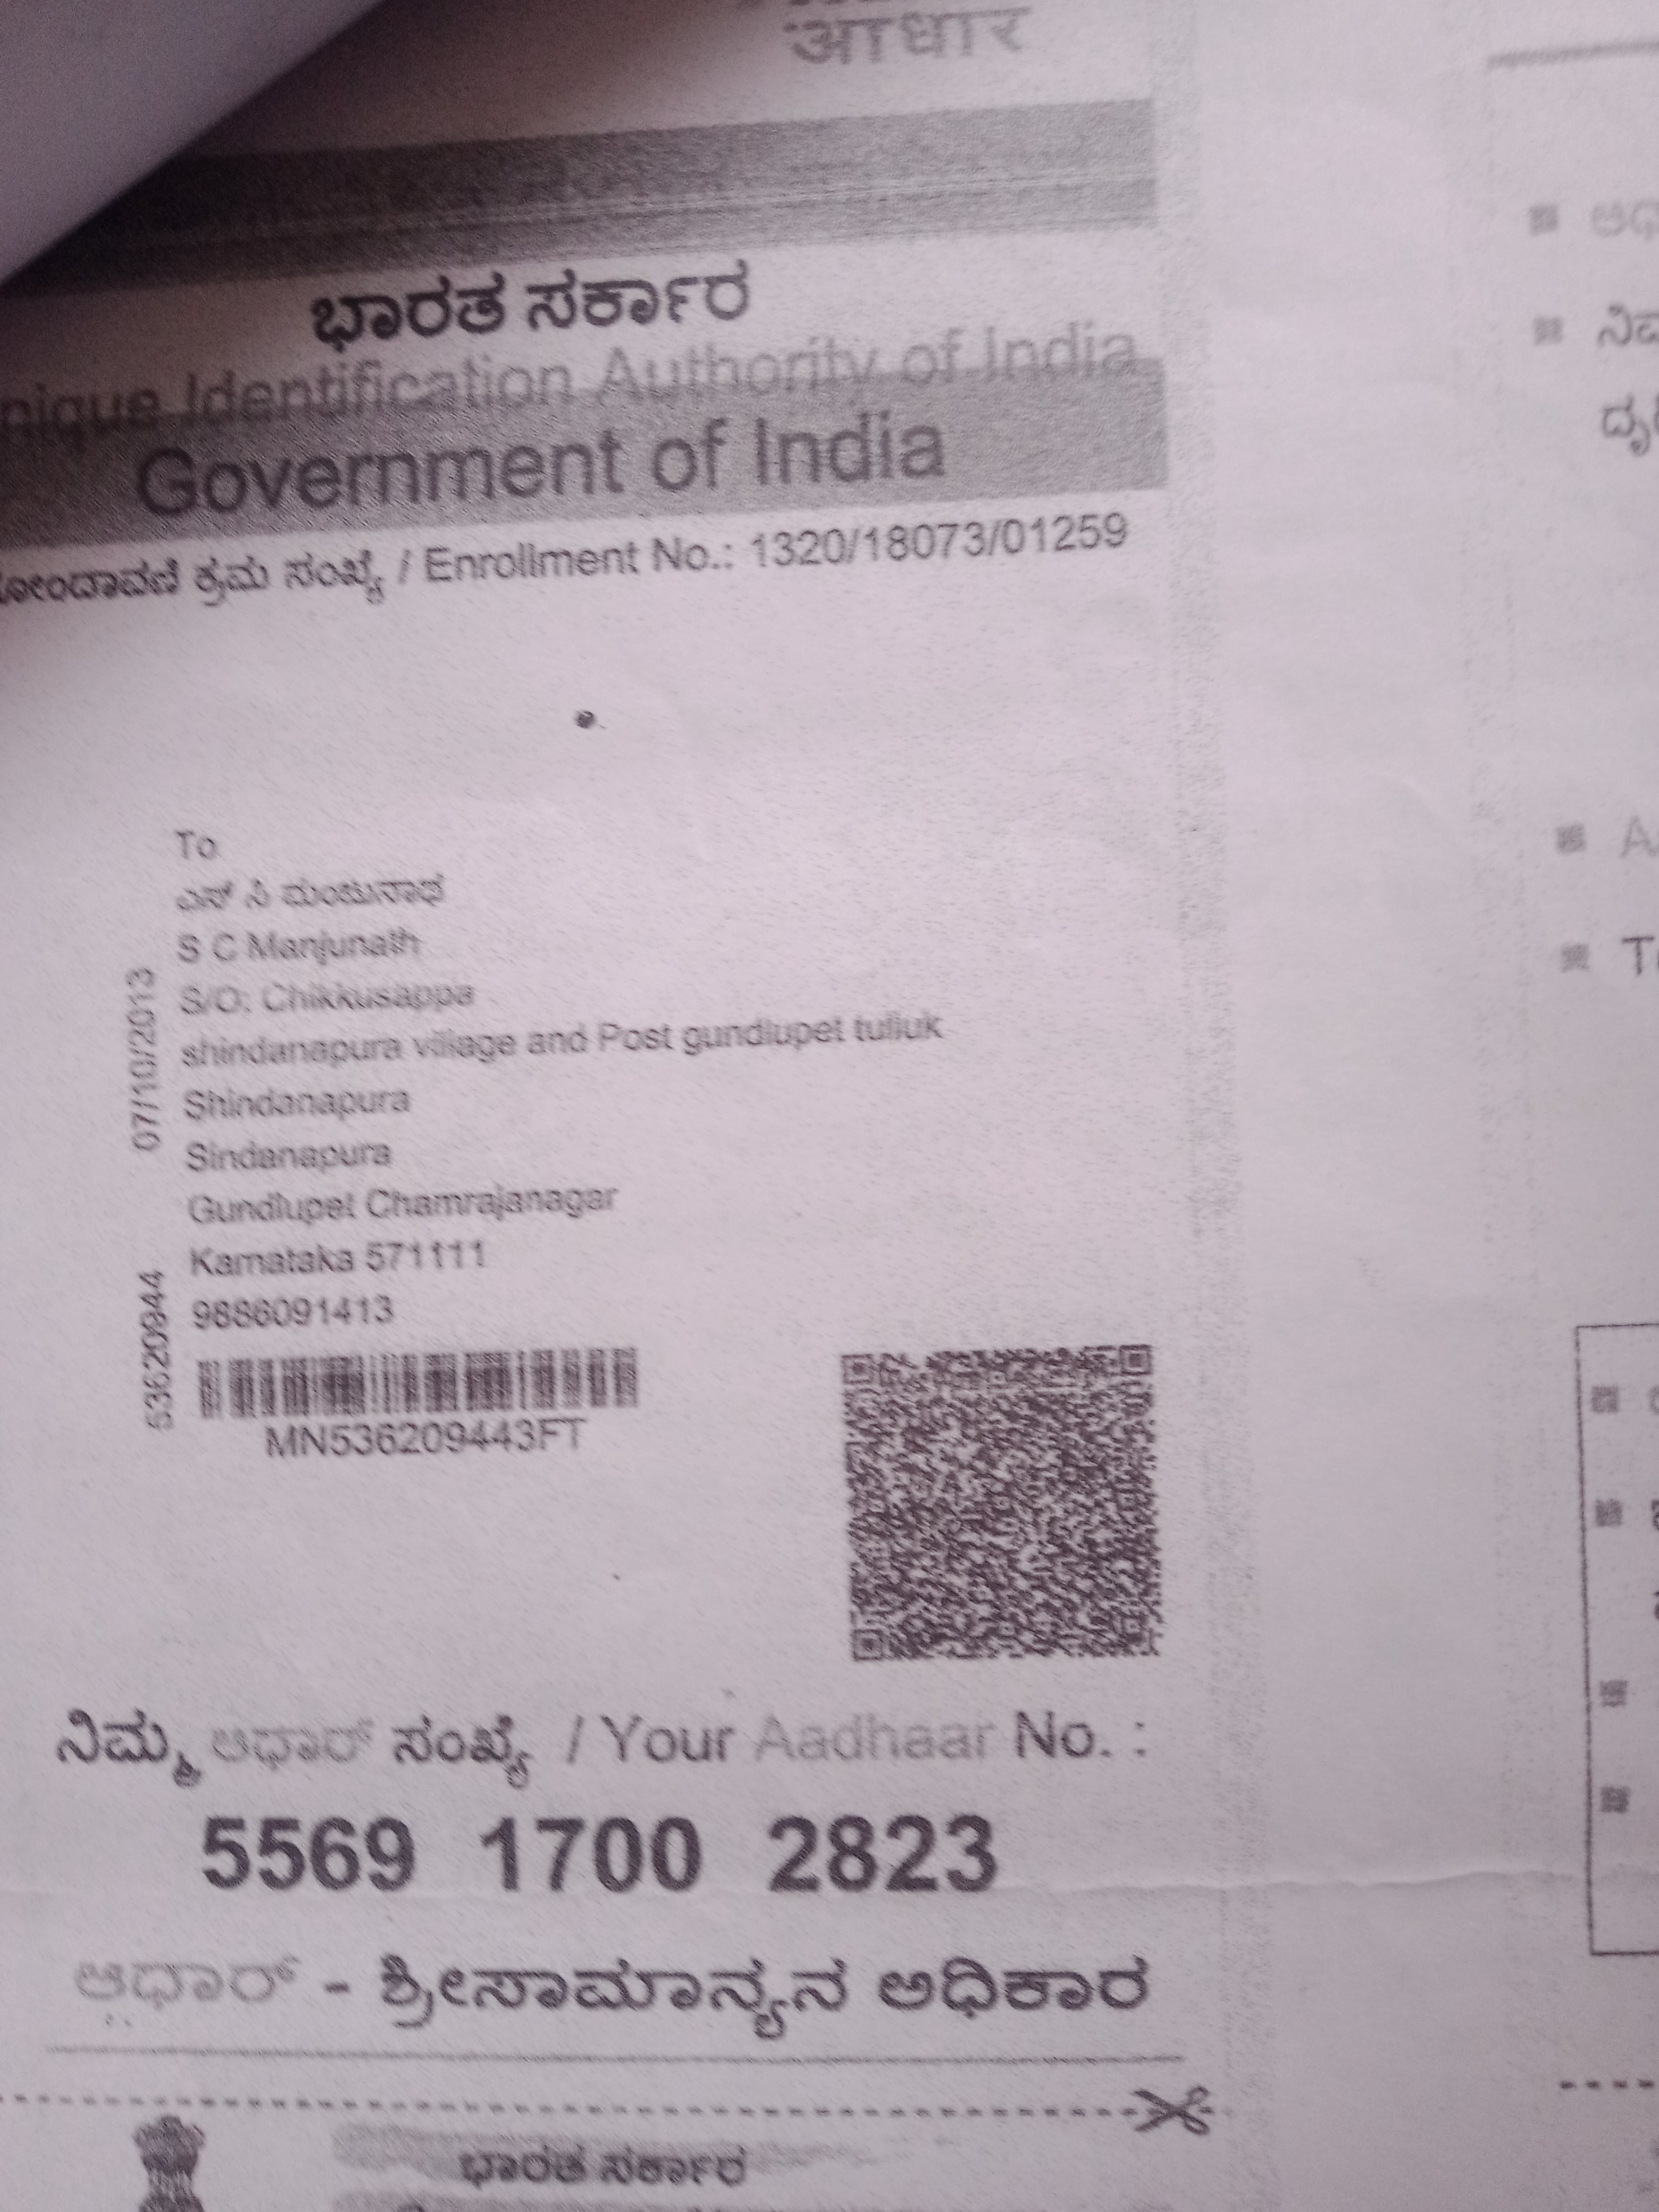 आधार
ಭಾರತ ಸರ್ಕಾರ
nique Identification Authority of India
Government of India
ೋಂದಾವಣೆ ಕ್ರಮ ಸಂಖ್ಯೆ / Enrollment No.: 1320/18073/01259
To
ಎಸ್ ಸಿ ಮಂಜುನಾಥ
S C Manjunath
S/O: Chikkusappa
shindanapura village and Post gundlupet tulluk
Shindanapura
Sindanapura
Gundlupet Chamrajanagar
Karnataka 571111
9886091413
07/10/2013
53620944
MN536209443FT
ನಿಮ್ಮ ಆಧಾರ್ ಸಂಖ್ಯೆ / Your Aadhaar No. :
5569 1700 2823
ಆಧಾರ್ - ಶ್ರೀಸಾಮಾನ್ಯನ ಅಧಿಕಾರ
ಭಾರತ ಸರ್ಕಾರ